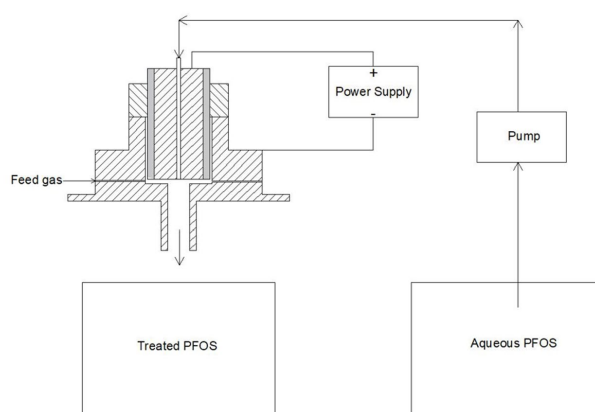 +
Power Supply
-
Pump
Feed gas
Treated PFOS
Aqueous PFOS